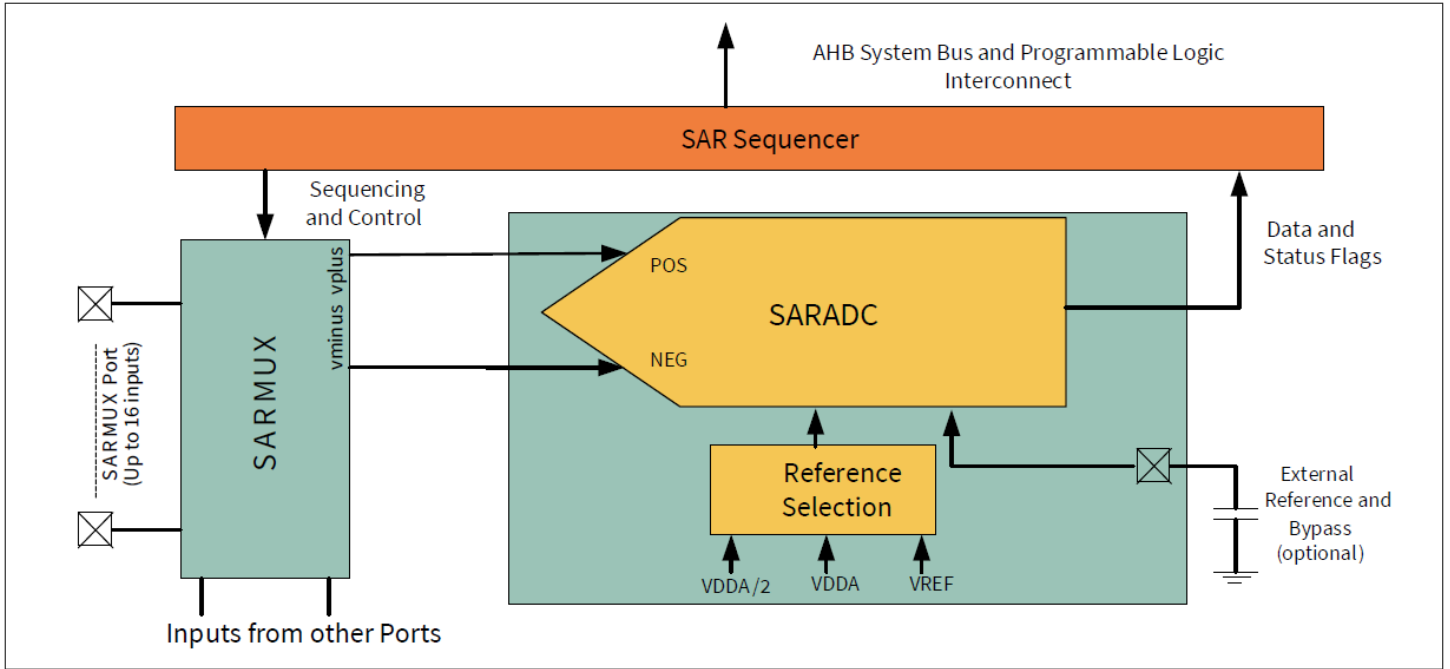 AHB System Bus and Programmable Logic
Interconnect
SAR Sequencer
Sequencing
and Control
Data and
Status Flags
vminus vplus
POS
SARADC
NEG
SARMUX
SARMUX Port
(Up to 16 inputs)
Reference
Selection
External
Reference and
Bypass
(optional)
VDDA/2
VDDA
VREF
Inputs from other Ports